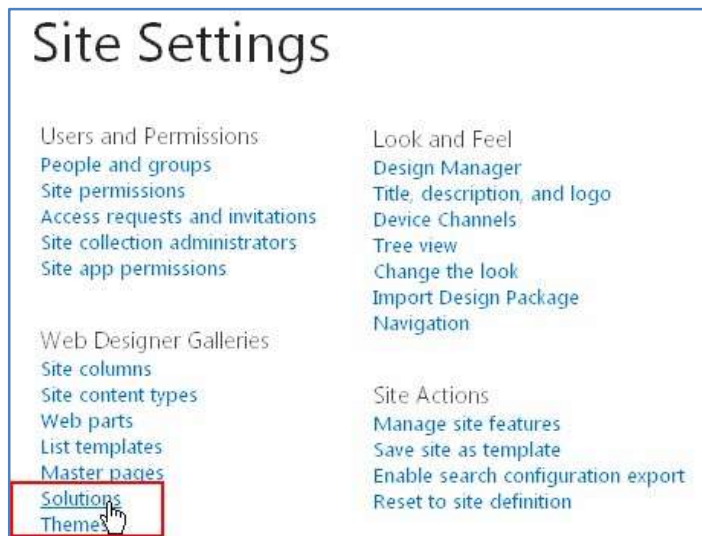 Site Settings
Users and Permissions
People and groups
Site permissions
Access requests and invitations
Site collection administrators
Site app permissions
Web Designer Galleries
Site columns
Site content types
Web parts
List templates
Master pages
Solutions
Themes
Look and Feel
Design Manager
Title, description, and logo
Device Channels
Tree view
Change the look
Import Design Package
Navigation
Site Actions
Manage site features
Save site as template
Enable search configuration export
Reset to site definition